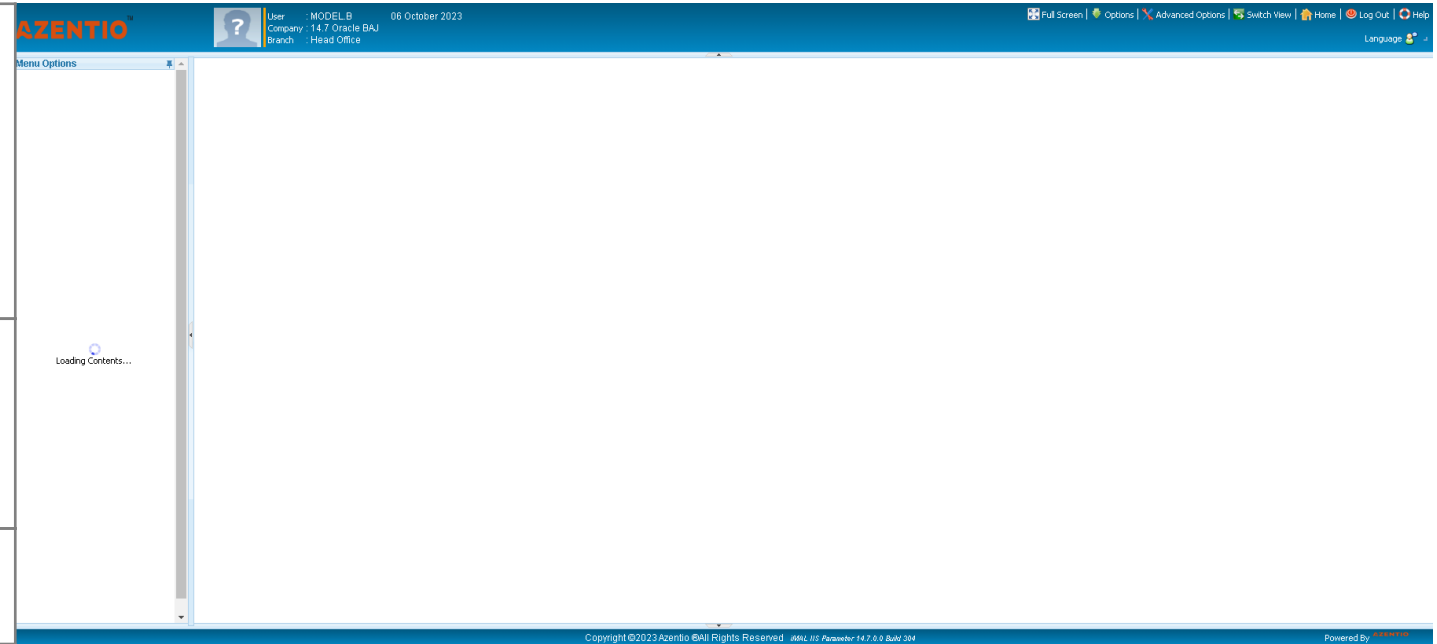 AZENTIO
User : MODEL.B 06 October 2023
Company : 14.7 Oracle BAJ
Branch : Head Office
Full Screen | Options | Advanced Options | Switch View | Home | Log Out | Help
Language
Menu Options
Loading Contents...
Copyright ©2023 Azentio ®All Rights Reserved iMAL IIS Parameter 14.7.0.0 Build 304
Powered By AZENTIO